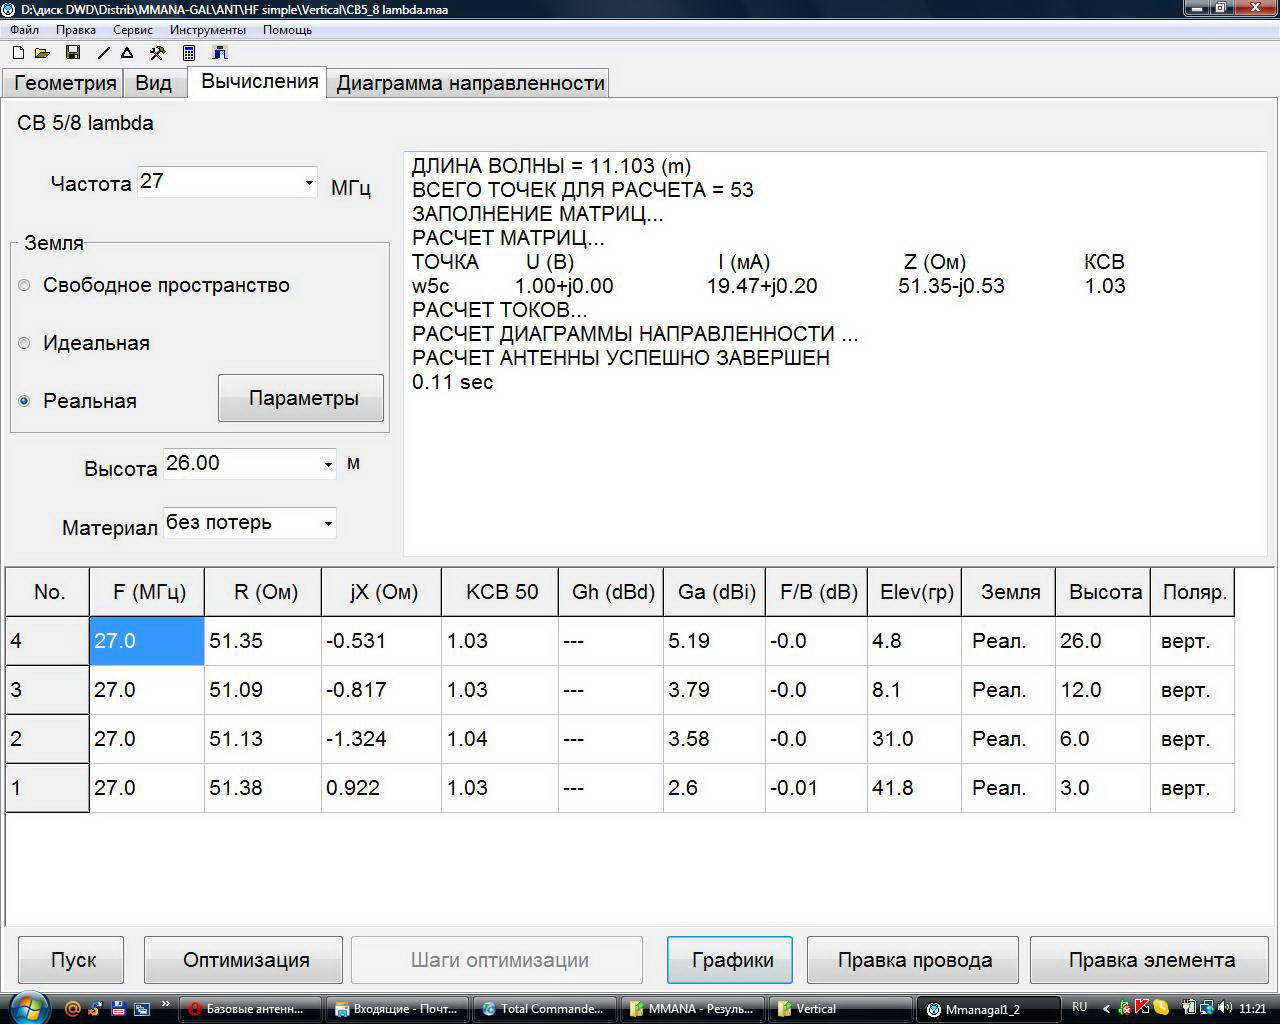 D:\диск DWD\Distrib\MMANA-GAL\ANT\HF simple\Vertical\CB5_8 lambda.maa
Файл Правка Сервис Инструменты Помощь
Геометрия Вид Вычисления Диаграмма направленности
CB 5/8 lambda
Частота 27 МГц
Земля
Свободное пространство
Идеальная
Реальная Параметры
Высота 26.00 м
Материал без потерь
ДЛИНА ВОЛНЫ = 11.103 (m)
ВСЕГО ТОЧЕК ДЛЯ РАСЧЕТА = 53
ЗАПОЛНЕНИЕ МАТРИЦ...
РАСЧЕТ МАТРИЦ...
ТОЧКА U (В) I (мА) Z (Ом) КСВ
w5c 1.00+j0.00 19.47+j0.20 51.35-j0.53 1.03
РАСЧЕТ ТОКОВ...
РАСЧЕТ ДИАГРАММЫ НАПРАВЛЕННОСТИ ...
РАСЧЕТ АНТЕННЫ УСПЕШНО ЗАВЕРШЕН
0.11 sec
No. F (МГц) R (Ом) jX (Ом) КСВ 50 Gh (dBd) Ga (dBi) F/B (dB) Elev(гр) Земля Высота Поляр.
4 27.0 51.35 -0.531 1.03 --- 5.19 -0.0 4.8 Реал. 26.0 верт.
3 27.0 51.09 -0.817 1.03 --- 3.79 -0.0 8.1 Реал. 12.0 верт.
2 27.0 51.13 -1.324 1.04 --- 3.58 -0.0 31.0 Реал. 6.0 верт.
1 27.0 51.38 0.922 1.03 --- 2.6 -0.01 41.8 Реал. 3.0 верт.
Пуск Оптимизация Шаги оптимизации Графики Правка провода Правка элемента
Базовые антенн... Входящие - Почт... Total Commande... MMANA - Резуль... Vertical Mmanagal1_2 RU 11:21